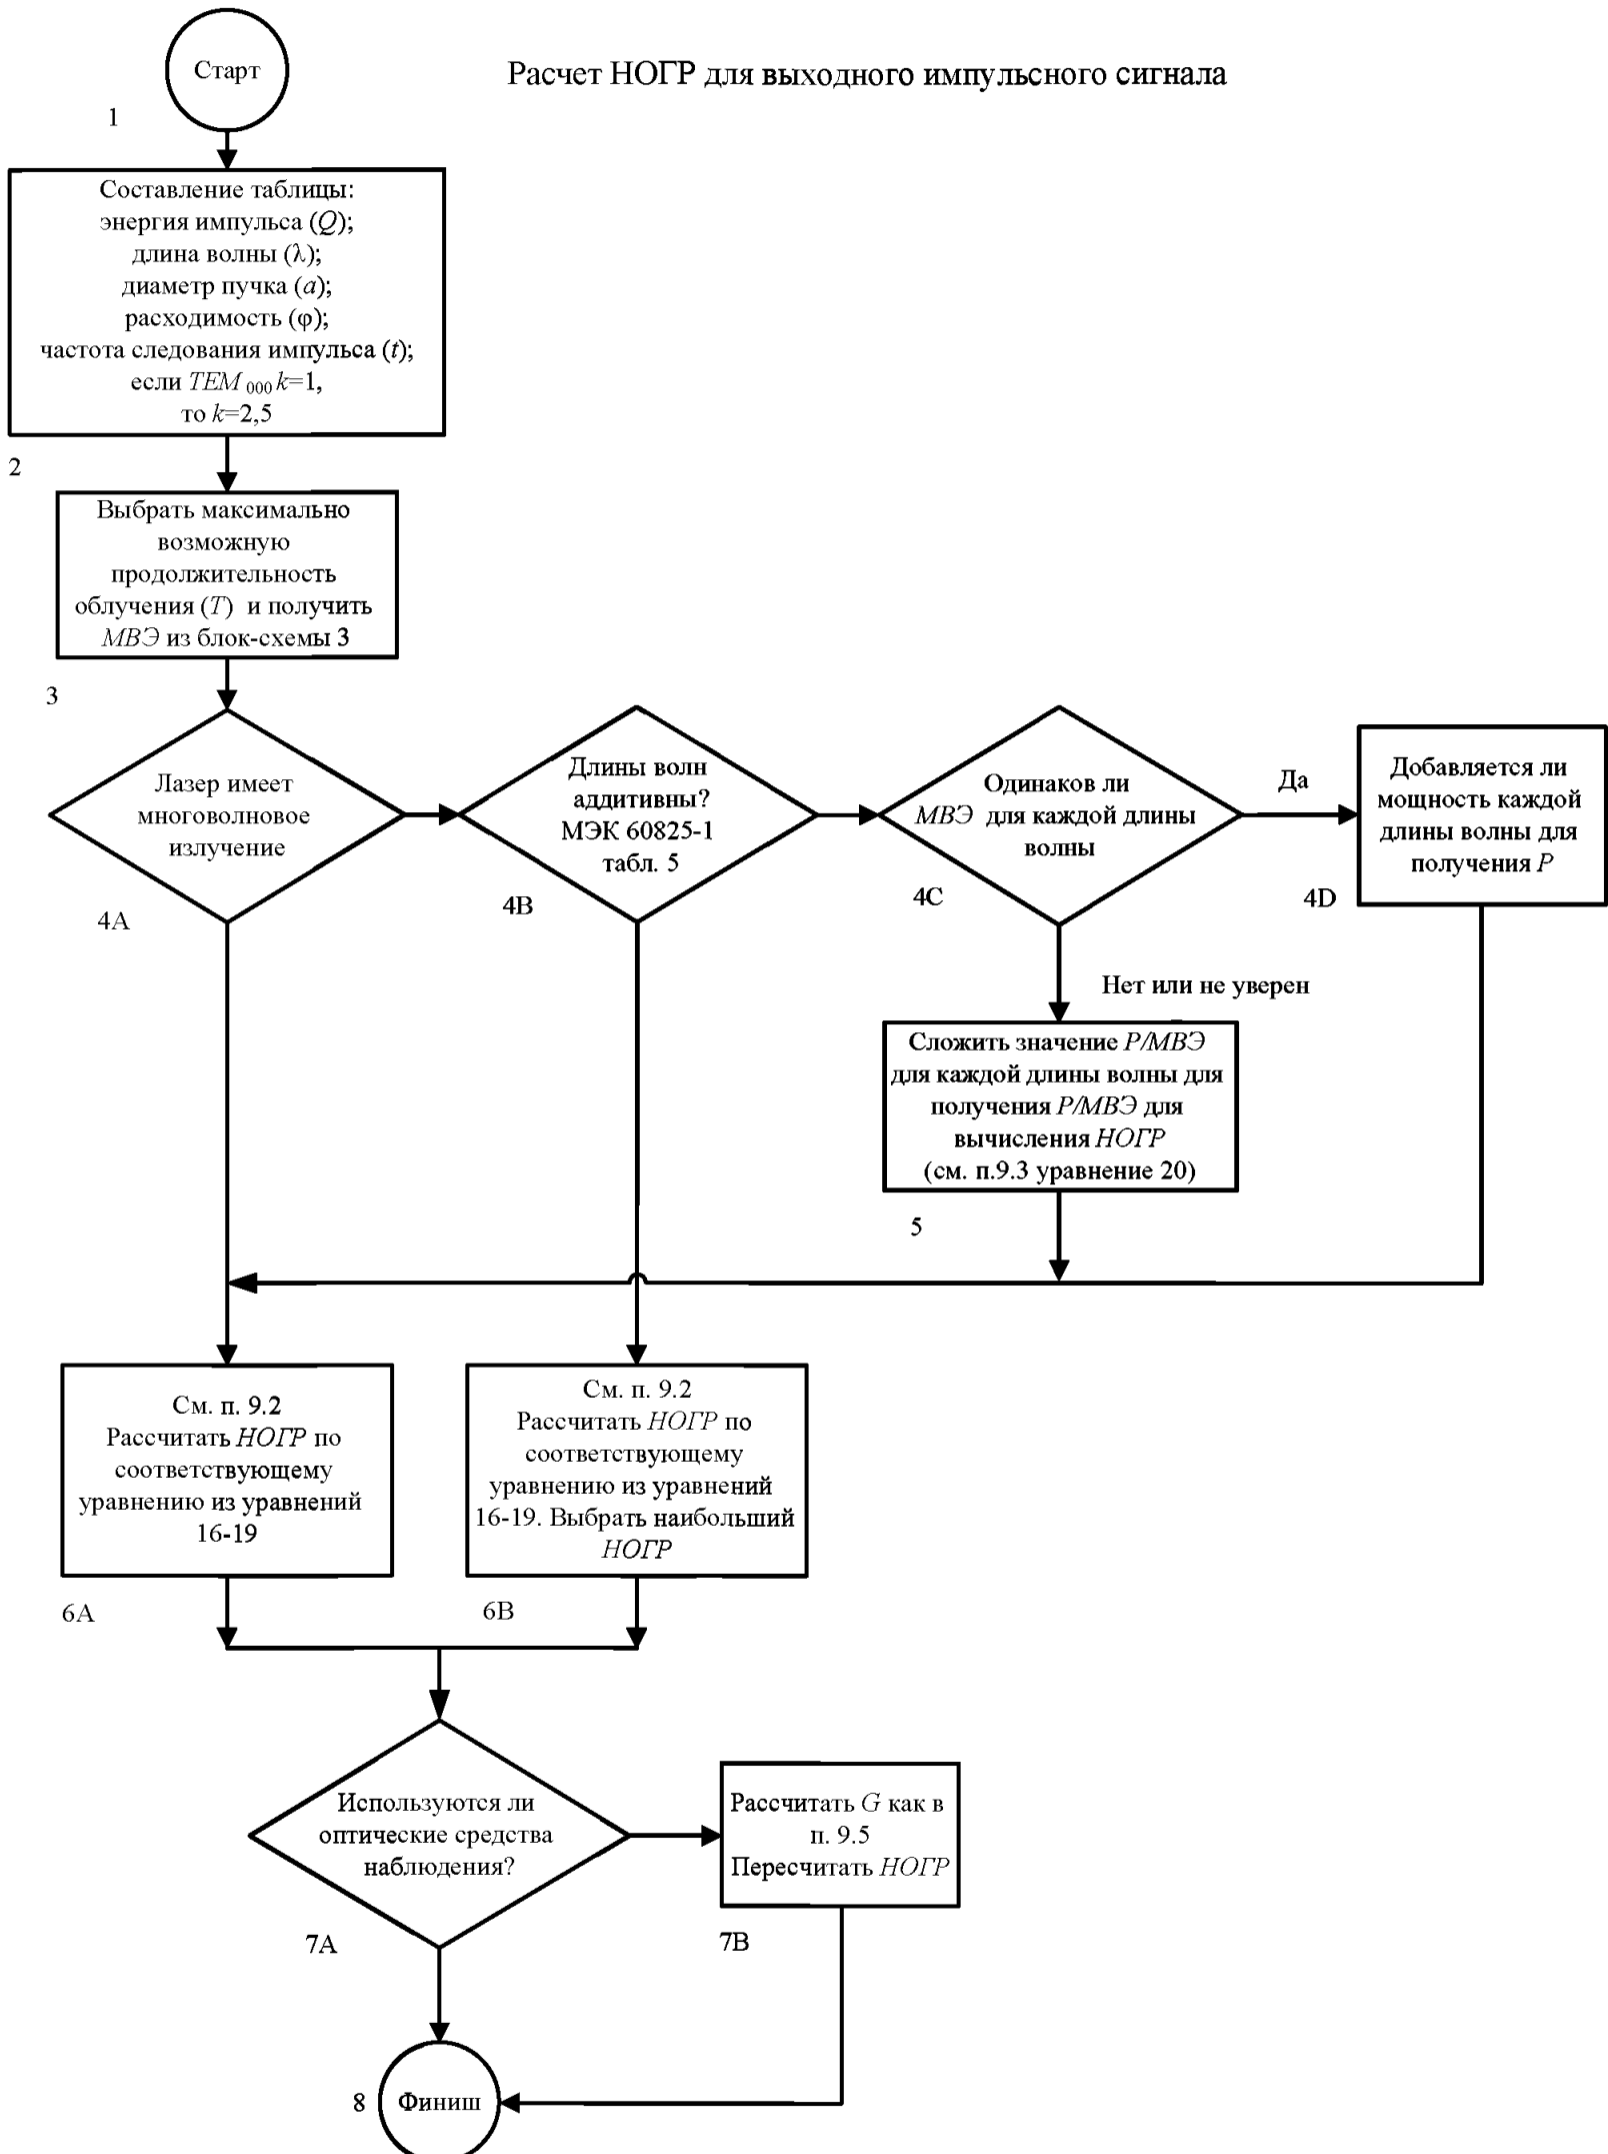 Старт
Расчет НОГР для выходного импульсного сигнала
1
Составление таблицы:
энергия импульса (Q);
длина волны (λ);
диаметр пучка (a);
расходимость (φ);
частота следования импульса (t);
если TEM 000 k=1,
то k=2,5
2
Выбрать максимально
возможную
продолжительность
облучения (T) и получить
МВЭ из блок-схемы 3
3
Лазер имеет
многоволновое
излучение
4A
Длины волн
аддитивны?
МЭК 60825-1
табл. 5
4B
Одинаков ли
МВЭ для каждой длины
волны
4C
Да
Добавляется ли
мощность каждой
длины волны для
получения P
4D
Нет или не уверен
Сложить значение P/МВЭ
для каждой длины волны для
получения P/МВЭ для
вычисления НОГР
(см. п.9.3 уравнение 20)
5
См. п. 9.2
Рассчитать НОГР по
соответствующему
уравнению из уравнений
16-19
6A
См. п. 9.2
Рассчитать НОГР по
соответствующему
уравнению из уравнений
16-19. Выбрать наибольший
НОГР
6B
Используются ли
оптические средства
наблюдения?
7A
Рассчитать G как в
п. 9.5
Пересчитать НОГР
7B
8
Финиш